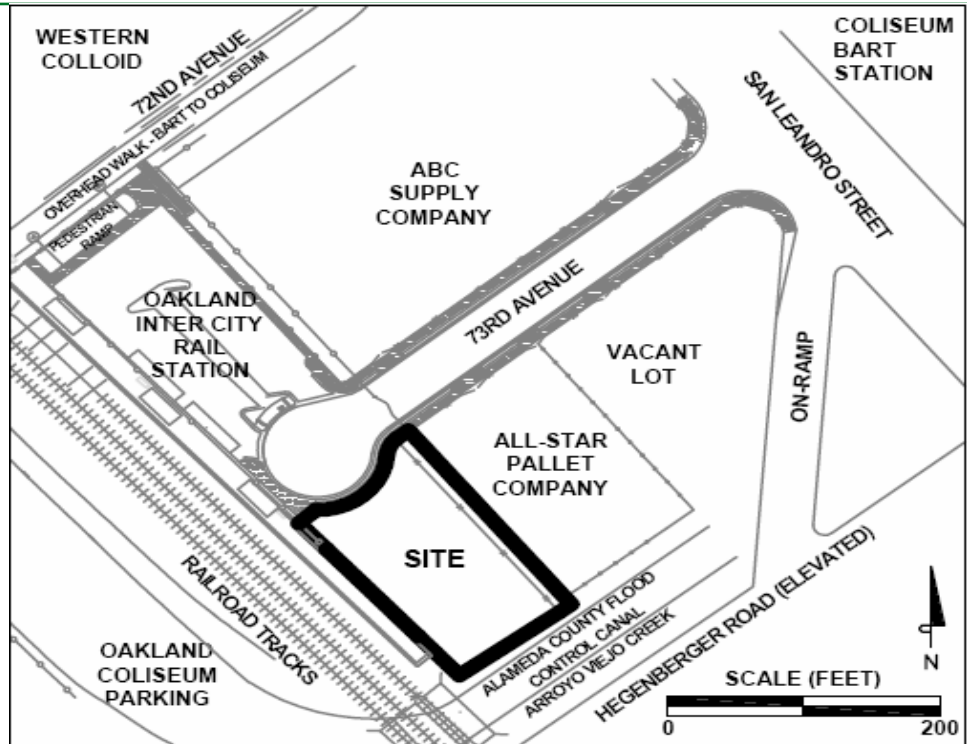 WESTERN
COLLOID
72ND AVENUE
OVERHEAD WALK - BART TO COLISEUM
PEDESTRIAN
RAMP
COLISEUM
BART
STATION
SAN LEANDRO STREET
ABC
SUPPLY
COMPANY
73RD AVENUE
OAKLAND
INTER CITY
RAIL
STATION
VACANT
LOT
ON-RAMP
ALL-STAR
PALLET
COMPANY
SITE
RAILROAD TRACKS
OAKLAND
COLISEUM
PARKING
ALAMEDA COUNTY FLOOD
CONTROL CANAL
ARROYO VIEJO CREEK
HEGENBERGER ROAD (ELEVATED)
N
SCALE (FEET)
0 200